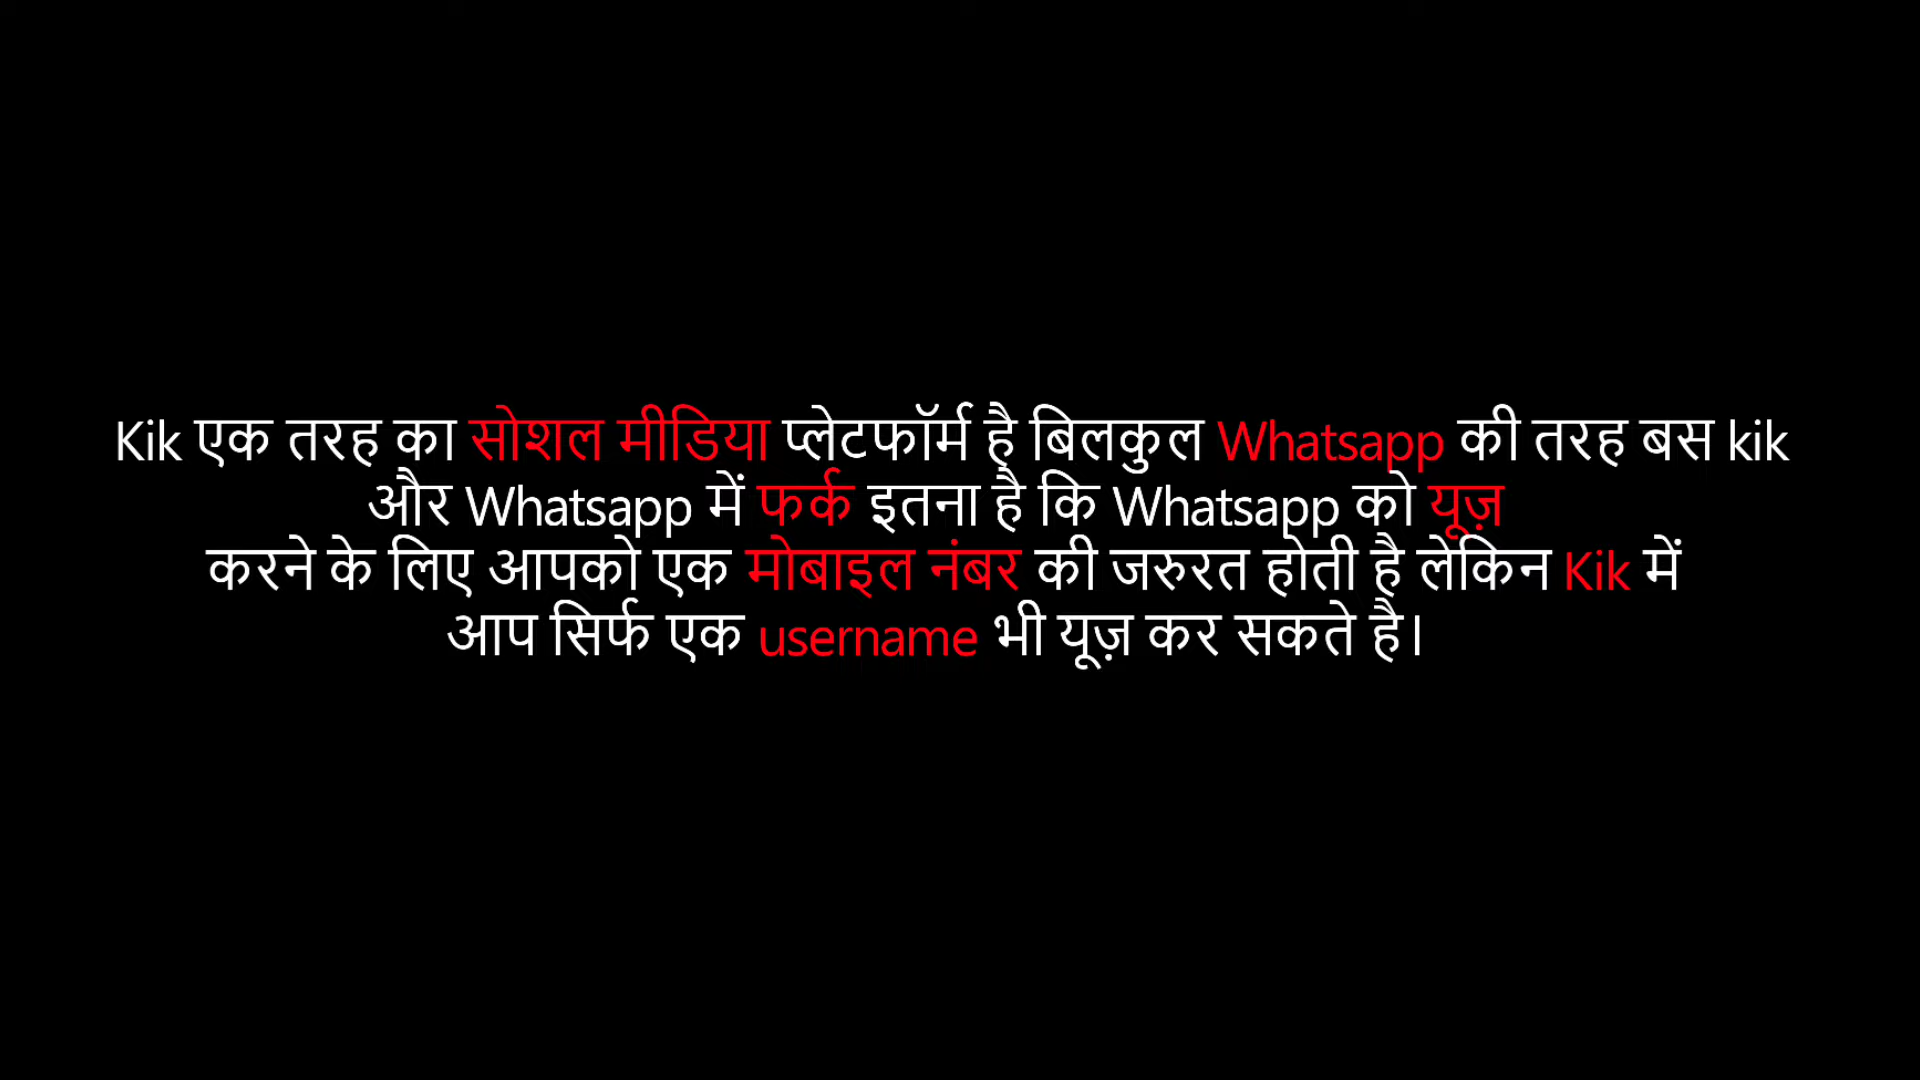 Kik एक तरह का सोशल मीडिया प्लेटफॉर्म है बिलकुल Whatsapp की तरह बस kik
और Whatsapp में फर्क इतना है कि Whatsapp को यूज़
करने के लिए आपको एक मोबाइल नंबर की जरुरत होती है लेकिन Kik में
आप सिर्फ एक username भी यूज़ कर सकते है।